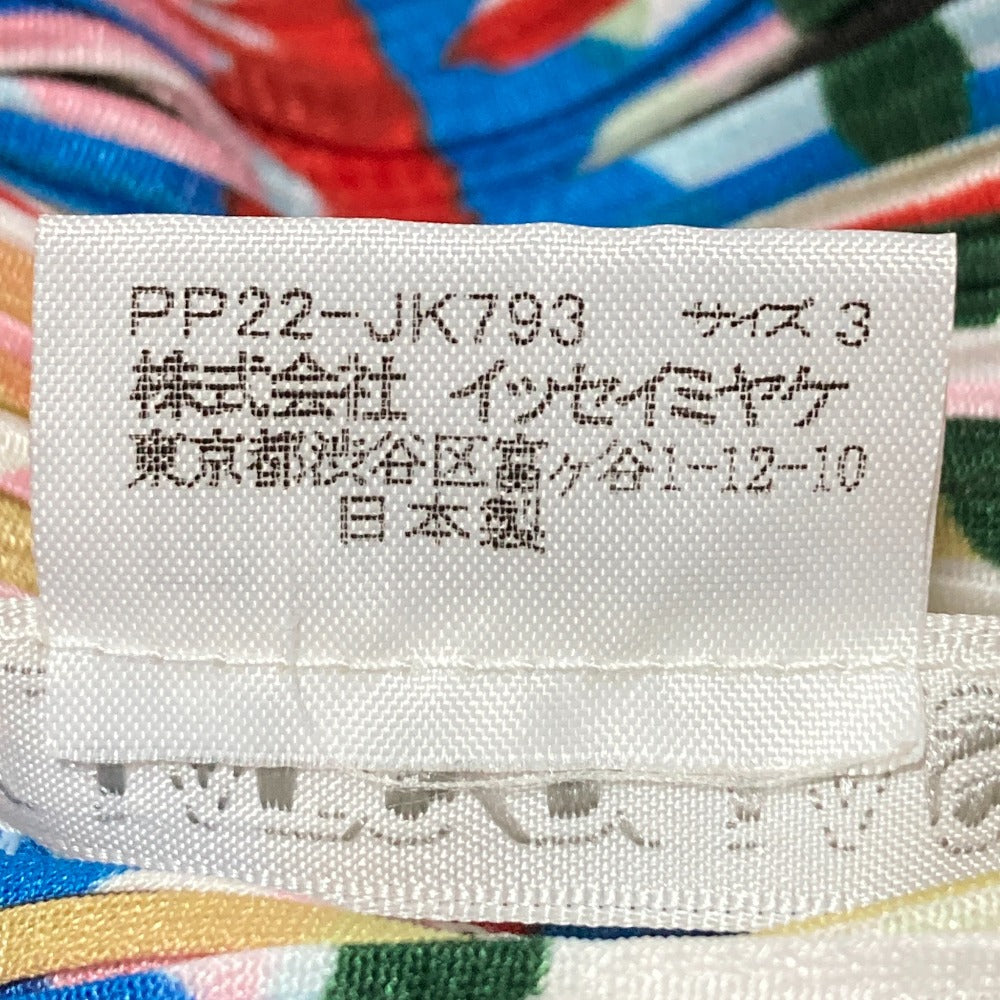 PP22-JK793 サイズ 3
株式会社 イッセイミヤケ
東京都渋谷区富ヶ谷1-12-10
日本製